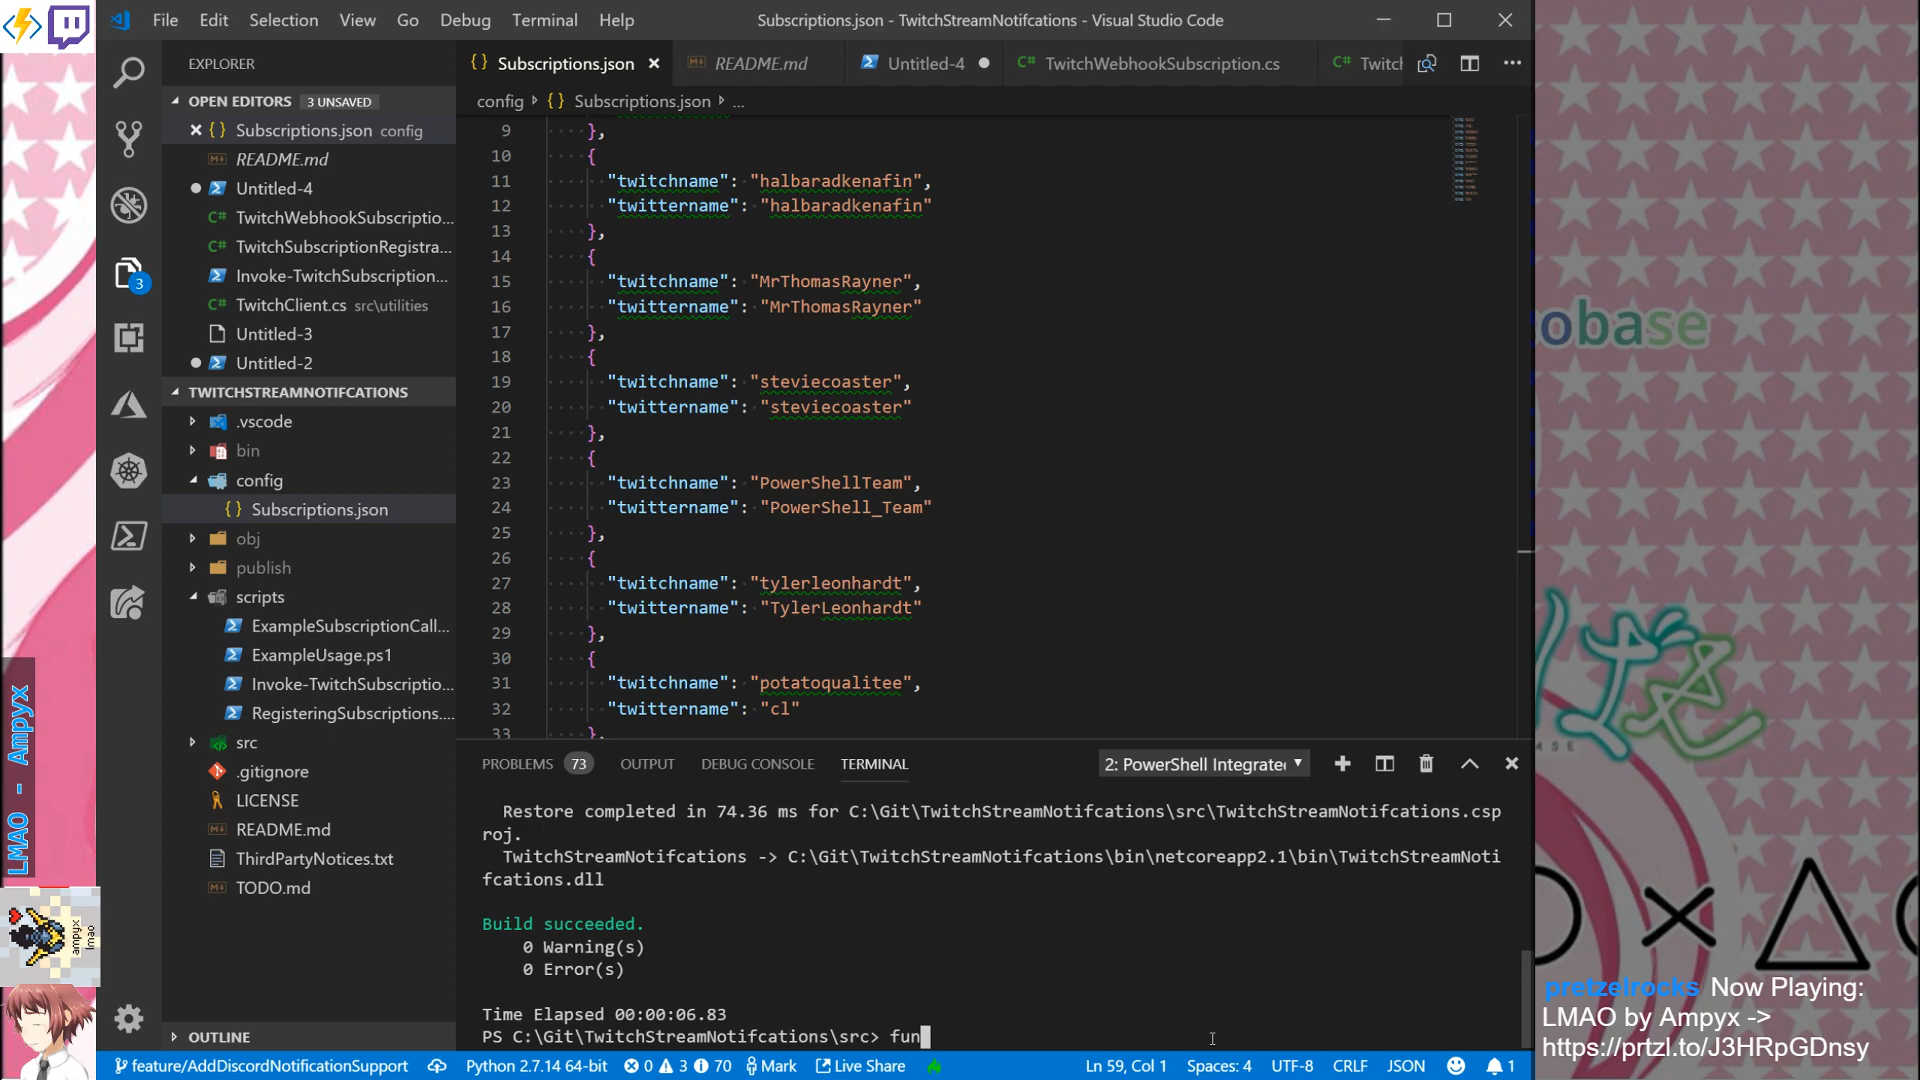 File Edit Selection View Go Debug Terminal Help
Subscriptions.json - TwitchStreamNotifcations - Visual Studio Code
EXPLORER
OPEN EDITORS 3 UNSAVED
Subscriptions.json config
README.md
Untitled-4
TwitchWebhookSubscriptio...
TwitchSubscriptionRegistra...
Invoke-TwitchSubscription...
TwitchClient.cs src\utilities
Untitled-3
Untitled-2
3
TWITCHSTREAMNOTIFCATIONS
.vscode
bin
config
Subscriptions.json
obj
publish
scripts
ExampleSubscriptionCall...
ExampleUsage.ps1
Invoke-TwitchSubscriptio...
RegisteringSubscriptions....
src
.gitignore
LICENSE
README.md
ThirdPartyNotices.txt
TODO.md
OUTLINE
Subscriptions.json README.md Untitled-4 TwitchWebhookSubscription.cs Twitch
config Subscriptions.json ...
9 },
10 {
11 "twitchname": "halbaradkenafin",
12 "twittername": "halbaradkenafin"
13 },
14 {
15 "twitchname": "MrThomasRayner",
16 "twittername": "MrThomasRayner"
17 },
18 {
19 "twitchname": "steviecoaster",
20 "twittername": "steviecoaster"
21 },
22 {
23 "twitchname": "PowerShellTeam",
24 "twittername": "PowerShell_Team"
25 },
26 {
27 "twitchname": "tylerleonhardt",
28 "twittername": "TylerLeonhardt"
29 },
30 {
31 "twitchname": "potatoqualitee",
32 "twittername": "cl"
33 },
PROBLEMS 73 OUTPUT DEBUG CONSOLE TERMINAL 2: PowerShell Integrate
Restore completed in 74.36 ms for C:\Git\TwitchStreamNotifcations\src\TwitchStreamNotifcations.csp
roj.
TwitchStreamNotifcations -> C:\Git\TwitchStreamNotifcations\bin\netcoreapp2.1\bin\TwitchStreamNoti
fcations.dll
Build succeeded.
0 Warning(s)
0 Error(s)
Time Elapsed 00:00:06.83
PS C:\Git\TwitchStreamNotifcations\src> fun
feature/AddDiscordNotificationSupport Python 2.7.14 64-bit 0 3 70 Mark Live Share Ln 59, Col 1 Spaces: 4 UTF-8 CRLF JSON 1
LMAO - Ampyx
ampyx
lmao
obase
pretzelrocks Now Playing:
LMAO by Ampyx ->
https://prtzl.to/J3HRpGDnsy